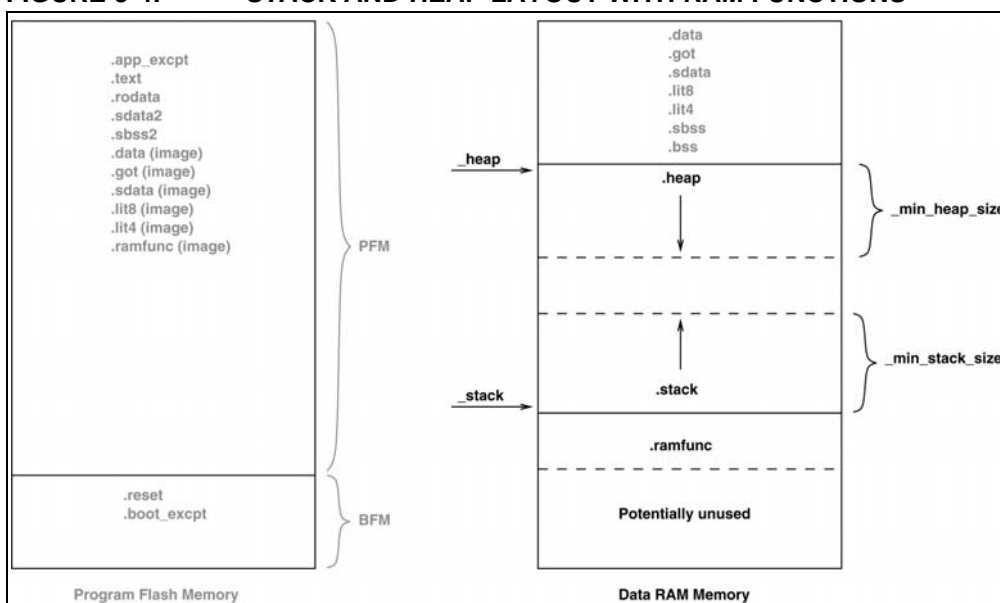 FIGURE STACK AND HEAP LAYOUT WITH RAM FUNCTIONS
.app_excpt
.text
.rodata
.sdata2
.sbss2
.data (image)
.got (image)
.sdata (image)
.lit8 (image)
.lit4 (image)
.ramfunc (image)
PFM
.reset
.boot_excpt
BFM
Program Flash Memory
.data
.got
.sdata
.lit8
.lit4
.sbss
.bss
_heap
.heap
_min_heap_size
_min_stack_size
.stack
_stack
.ramfunc
Potentially unused
Data RAM Memory